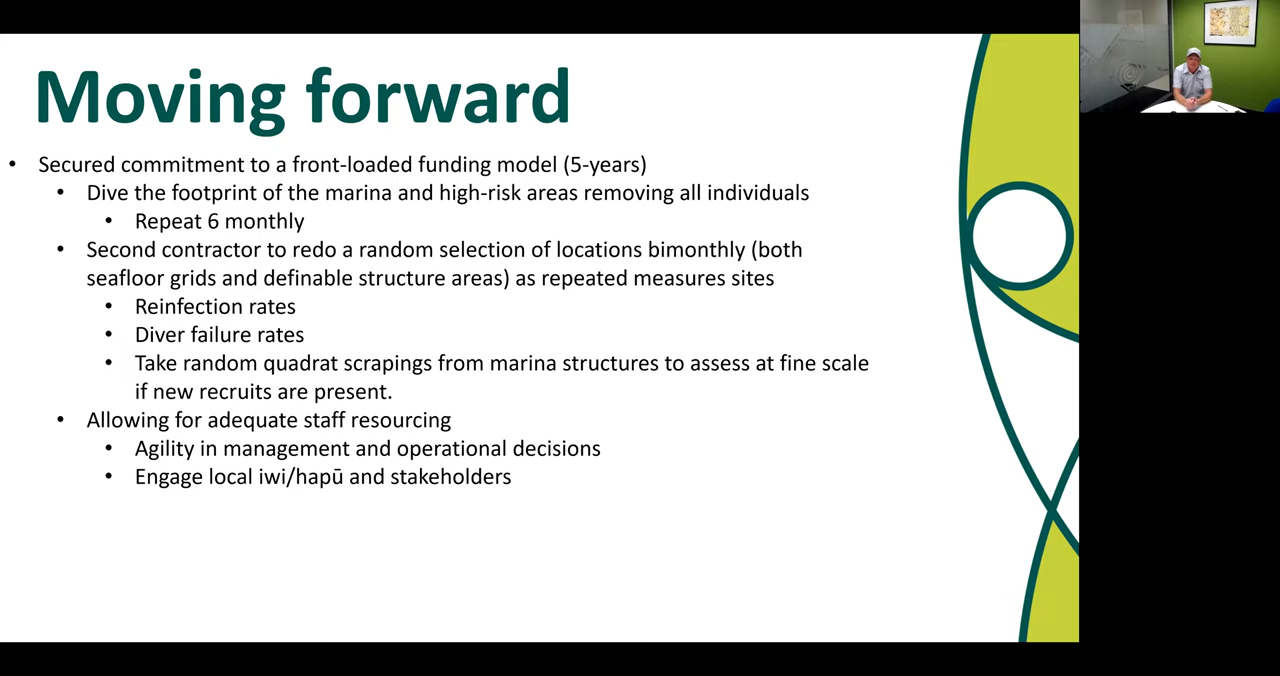 Moving forward
• Secured commitment to a front-loaded funding model (5-years)
• Dive the footprint of the marina and high-risk areas removing all individuals
• Repeat 6 monthly
• Second contractor to redo a random selection of locations bimonthly (both
seafloor grids and definable structure areas) as repeated measures sites
• Reinfection rates
• Diver failure rates
• Take random quadrat scrapings from marina structures to assess at fine scale
if new recruits are present.
• Allowing for adequate staff resourcing
• Agility in management and operational decisions
• Engage local iwi/hapū and stakeholders